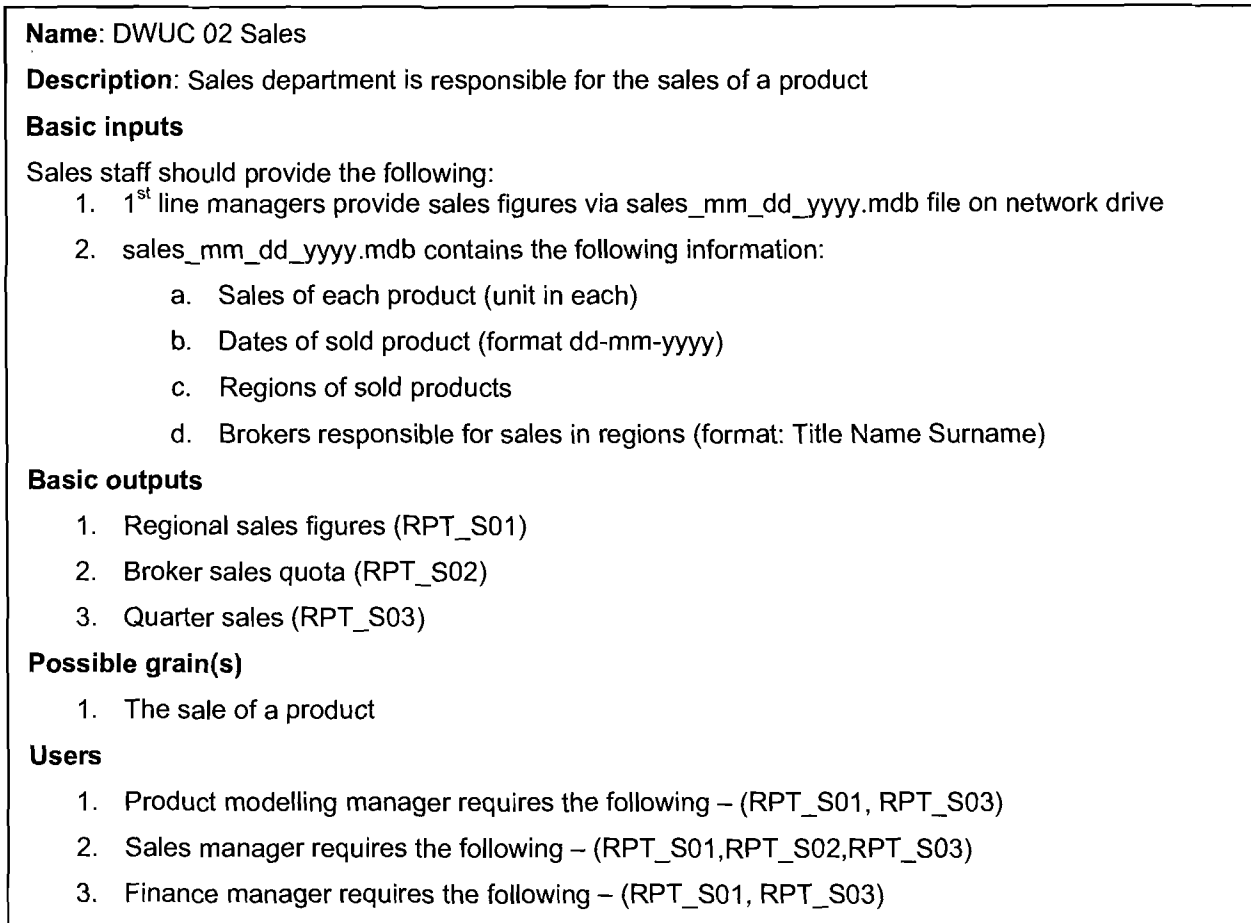 Name: DWUC 02 Sales
Description: Sales department is responsible for the sales of a product
Basic inputs
Sales staff should provide the following:
1. 1st line managers provide sales figures via sales_mm_dd_yyyy.mdb file on network drive
2. sales_mm_dd_yyyy.mdb contains the following information:
a. Sales of each product (unit in each)
b. Dates of sold product (format dd-mm-yyyy)
c. Regions of sold products
d. Brokers responsible for sales in regions (format: Title Name Surname)
Basic outputs
1. Regional sales figures (RPT_S01)
2. Broker sales quota (RPT_S02)
3. Quarter sales (RPT_S03)
Possible grain(s)
1. The sale of a product
Users
1. Product modelling manager requires the following – (RPT_S01, RPT_S03)
2. Sales manager requires the following – (RPT_S01,RPT_S02,RPT_S03)
3. Finance manager requires the following – (RPT_S01, RPT_S03)